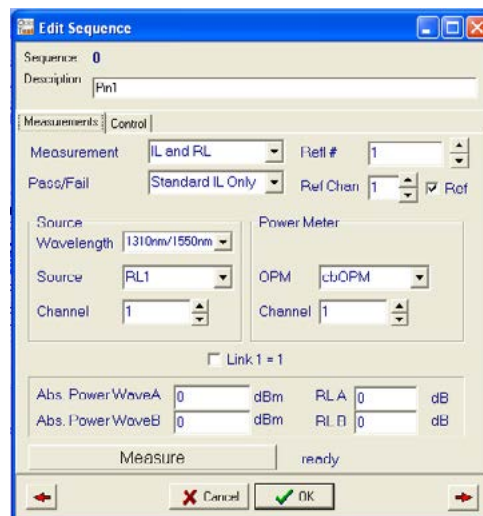 Edit Sequence
Sequence 0
Description Pin1
Measurements Control
Measurement IL and RL Refl # 1
Pass/Fail Standard IL Only Ref Chan 1 Ref
Source Power Meter
Wavelength 1310nm/1550nm
Source RL1 OPM cbOPM
Channel 1 Channel 1
Link 1 = 1
Abs. Power WaveA 0 dBm RL A 0 dB
Abs. Power WaveB 0 dBm RL B 0 dB
Measure ready
Cancel OK